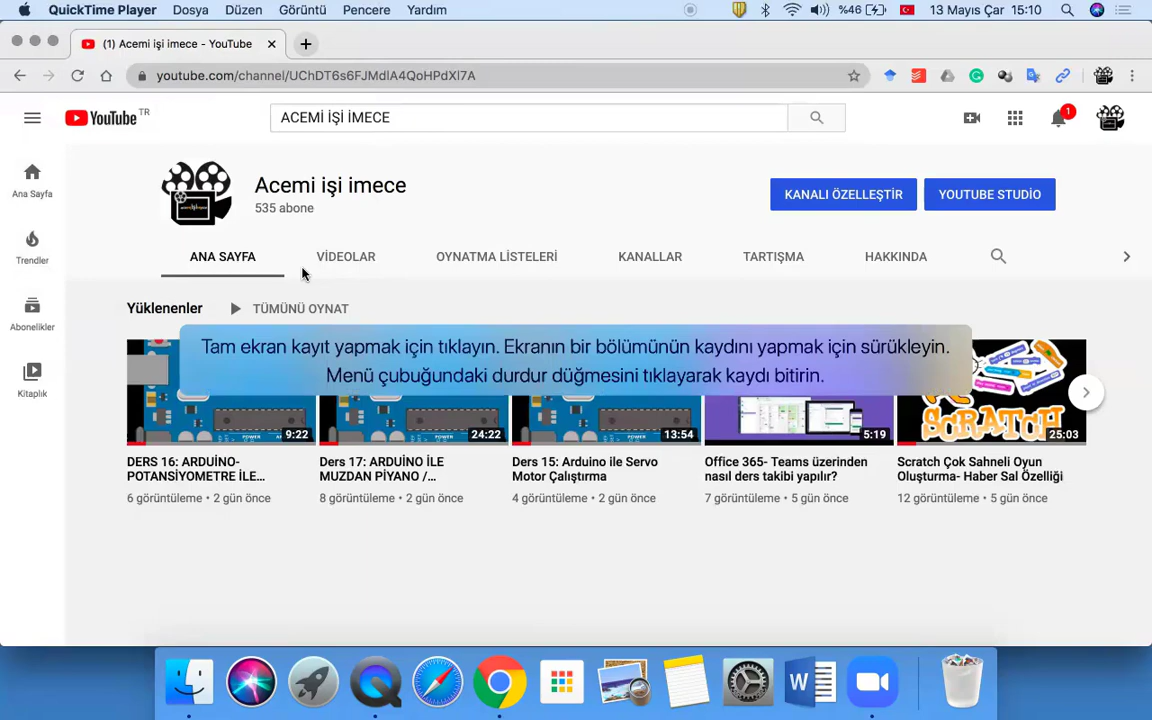 QuickTime Player Dosya Düzen Görüntü Pencere Yardım %46 13 Mayıs Çar 15:10
(1) Acemi işi imece - YouTube
youtube.com/channel/UChDT6s6FJMdlA4QoHPdXl7A
YouTube TR ACEMİ İŞİ İMECE 1
Ana Sayfa
Trendler
Abonelikler
Kitaplık
Acemi işi imece
535 abone
KANALI ÖZELLEŞTİR YOUTUBE STUDIO
ANA SAYFA VİDEOLAR OYNATMA LİSTELERİ KANALLAR TARTIŞMA HAKKINDA
Yüklenenler TÜMÜNÜ OYNAT
Tam ekran kayıt yapmak için tıklayın. Ekranın bir bölümünün kaydını yapmak için sürükleyin.
Menü çubuğundaki durdur düğmesini tıklayarak kaydı bitirin.
SCRATCH
9:22 24:22 13:54 5:19 25:03
DERS 16: ARDUİNO- Ders 17: ARDUİNO İLE Ders 15: Arduino ile Servo Office 365- Teams üzerinden Scratch Çok Sahneli Oyun
POTANSİYOMETRE İLE... MUZDAN PİYANO /... Motor Çalıştırma nasıl ders takibi yapılır? Oluşturma- Haber Sal Özelliği
6 görüntüleme • 2 gün önce 8 görüntüleme • 2 gün önce 4 görüntüleme • 2 gün önce 7 görüntüleme • 5 gün önce 12 görüntüleme • 5 gün önce